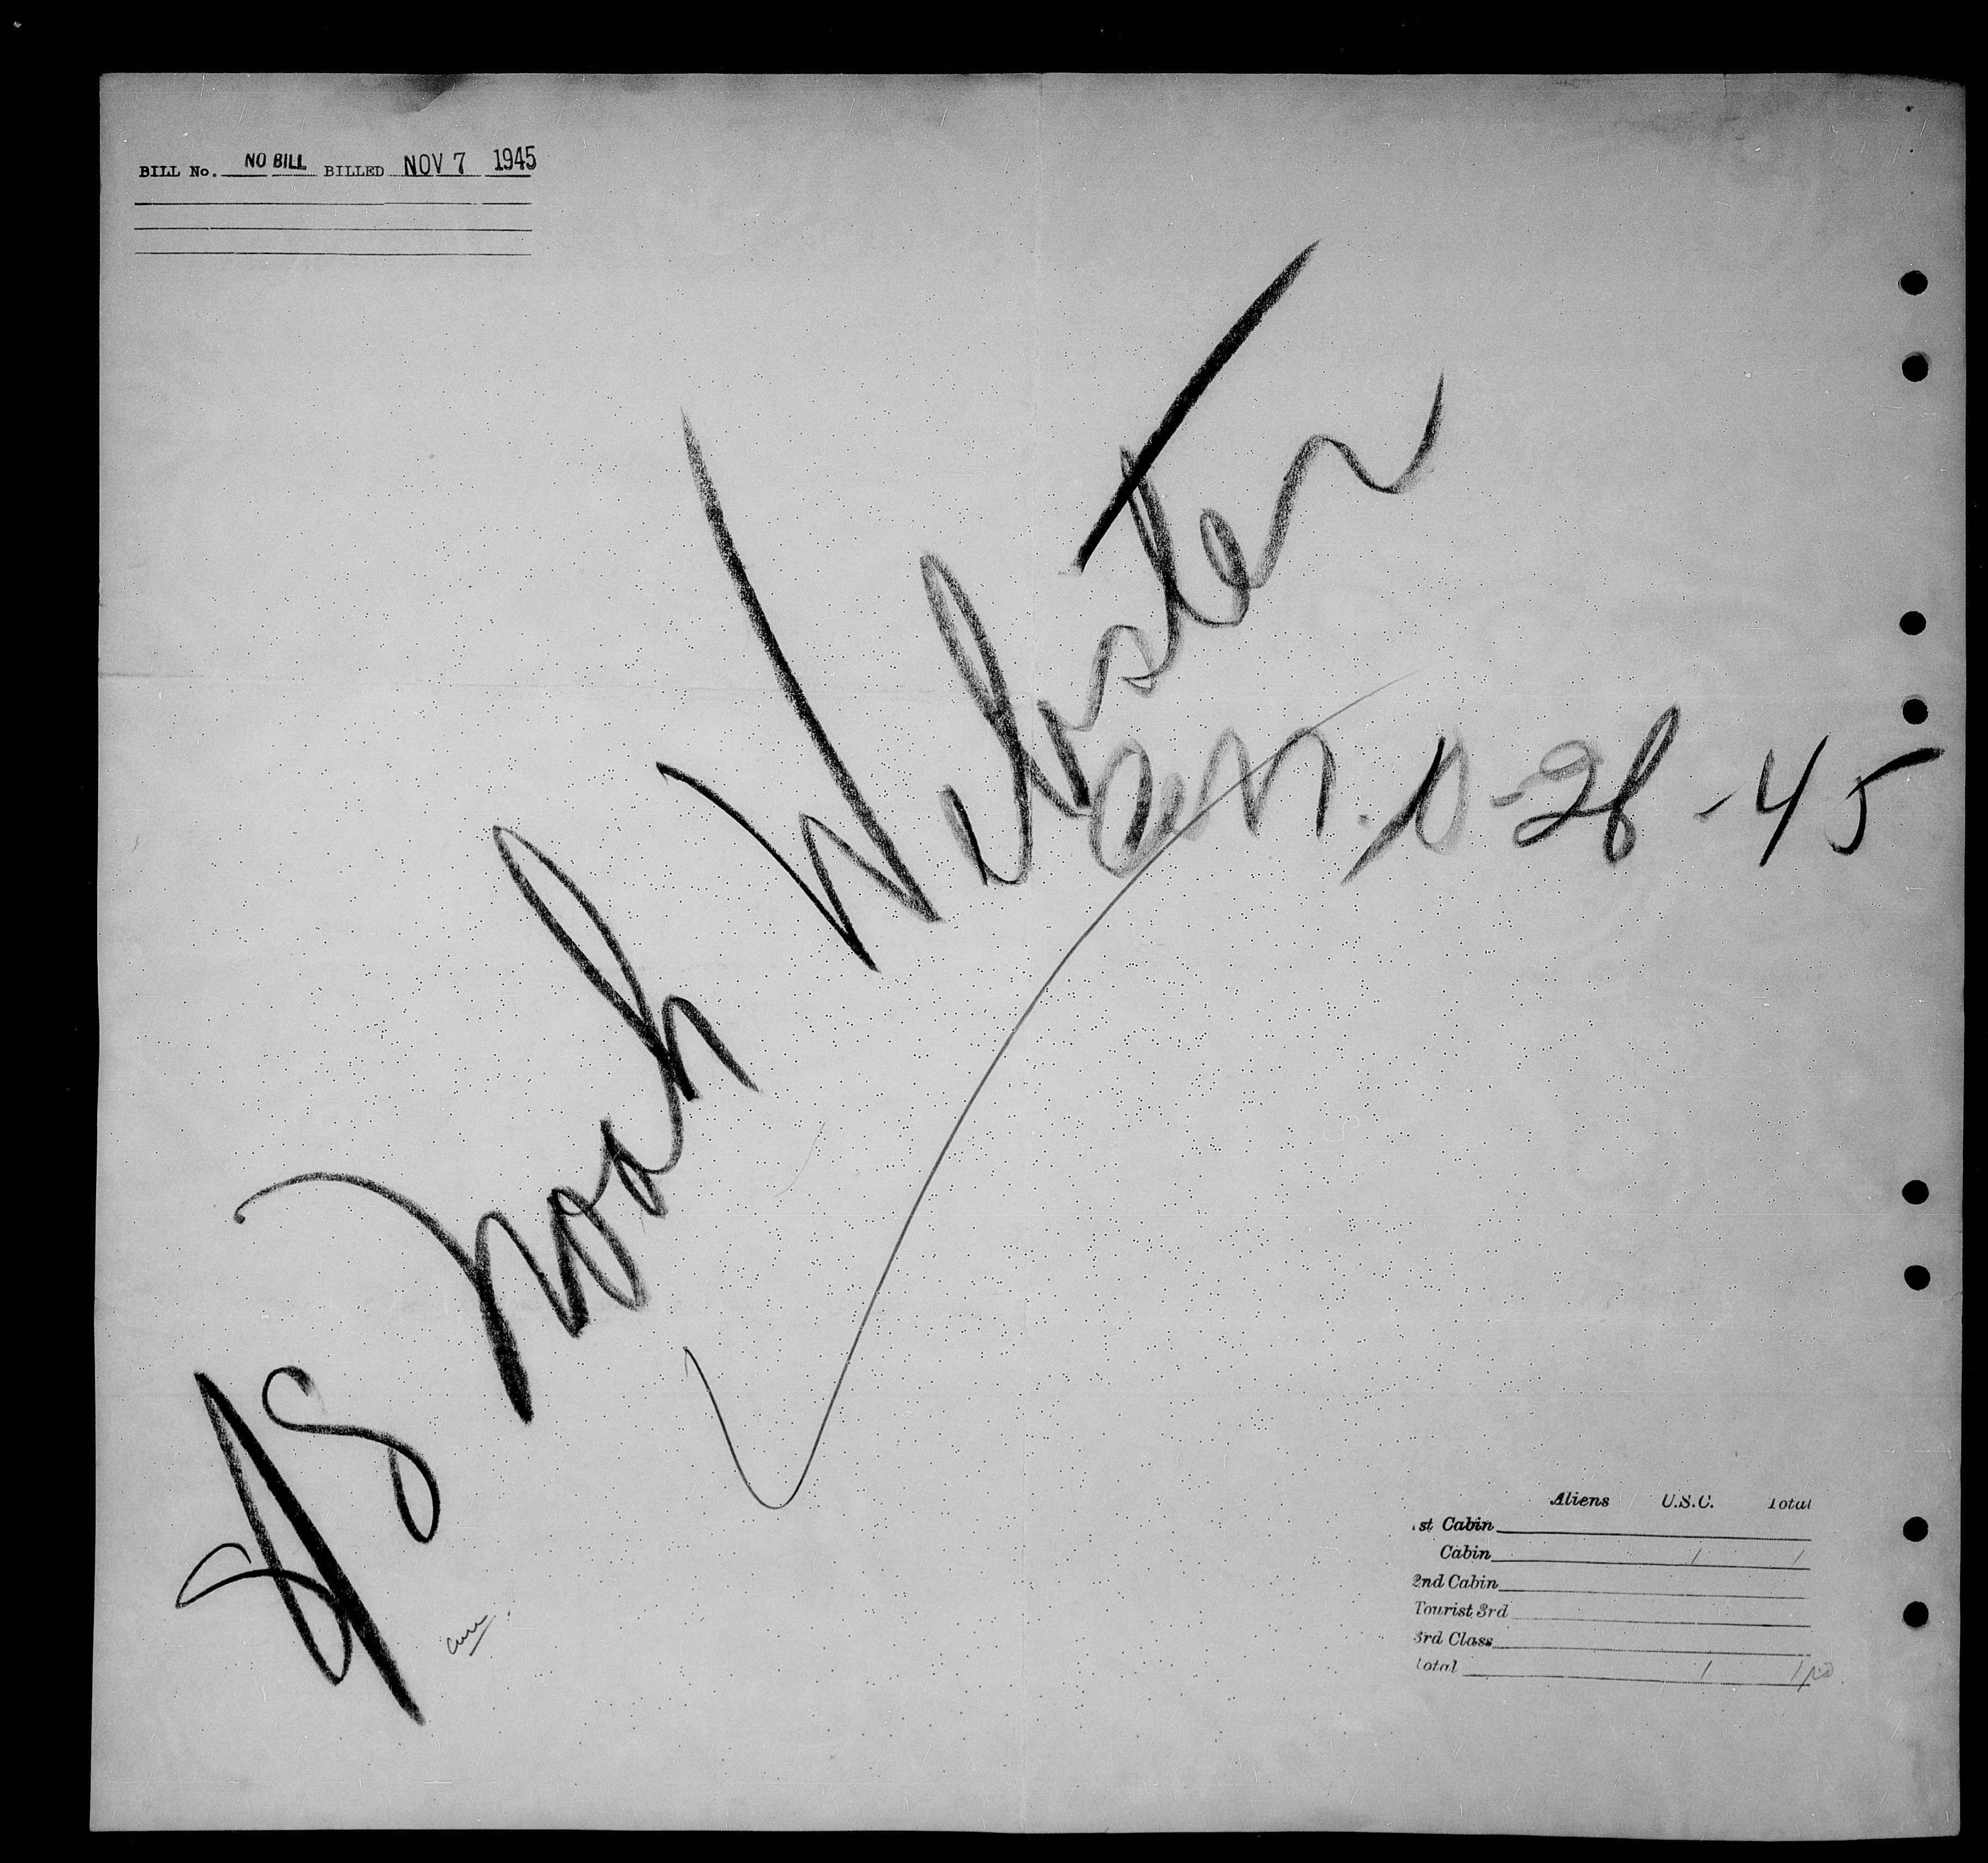 BILL No. NO BILL BILLED NOV 7 1945
SS Noah Webster
arr. 10-28-45
Aliens U.S.C. Total
1st Cabin
Cabin 1 1
2nd Cabin
Tourist 3rd
3rd Class
Total 1 1